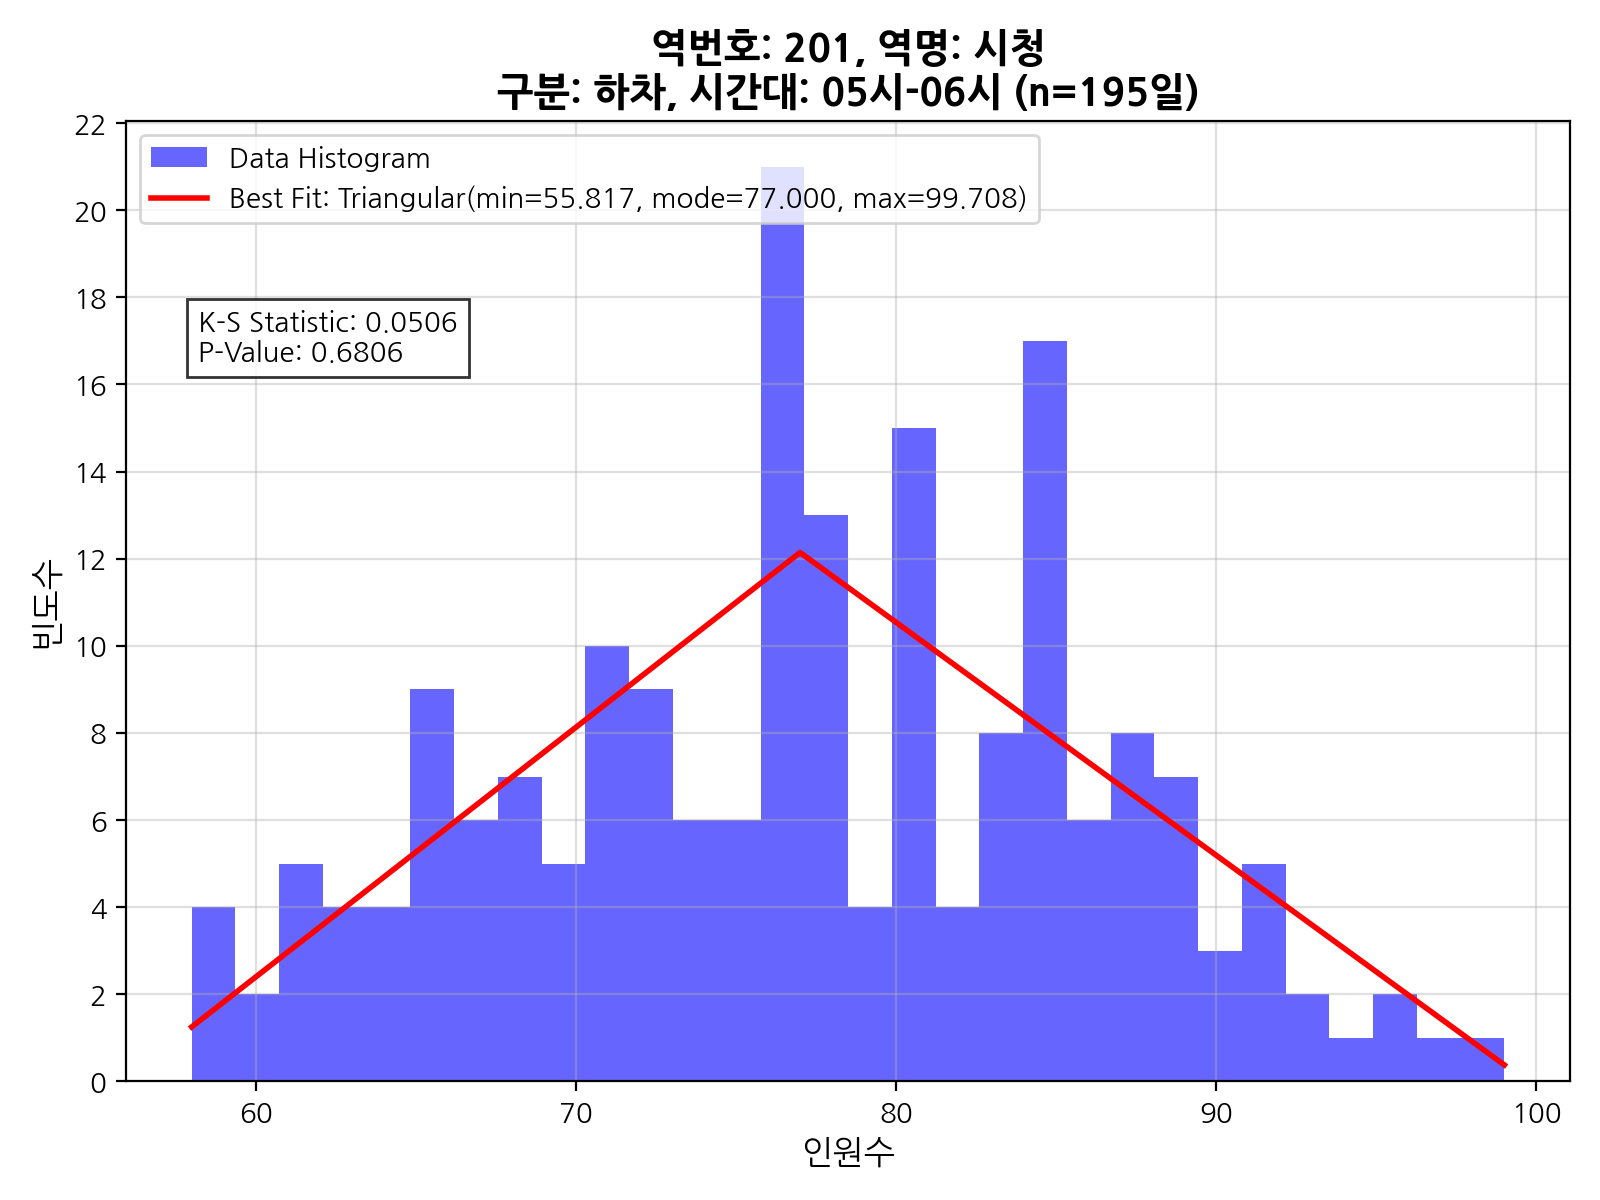 역번호: 201, 역명: 시청
구분: 하차, 시간대: 05시-06시 (n=195일)
Data Histogram
Best Fit: Triangular(min=55.817, mode=77.000, max=99.708)
K-S Statistic: 0.0506
P-Value: 0.6806
빈도수
22
20
18
16
14
12
10
8
6
4
2
0
60 70 80 90 100
인원수